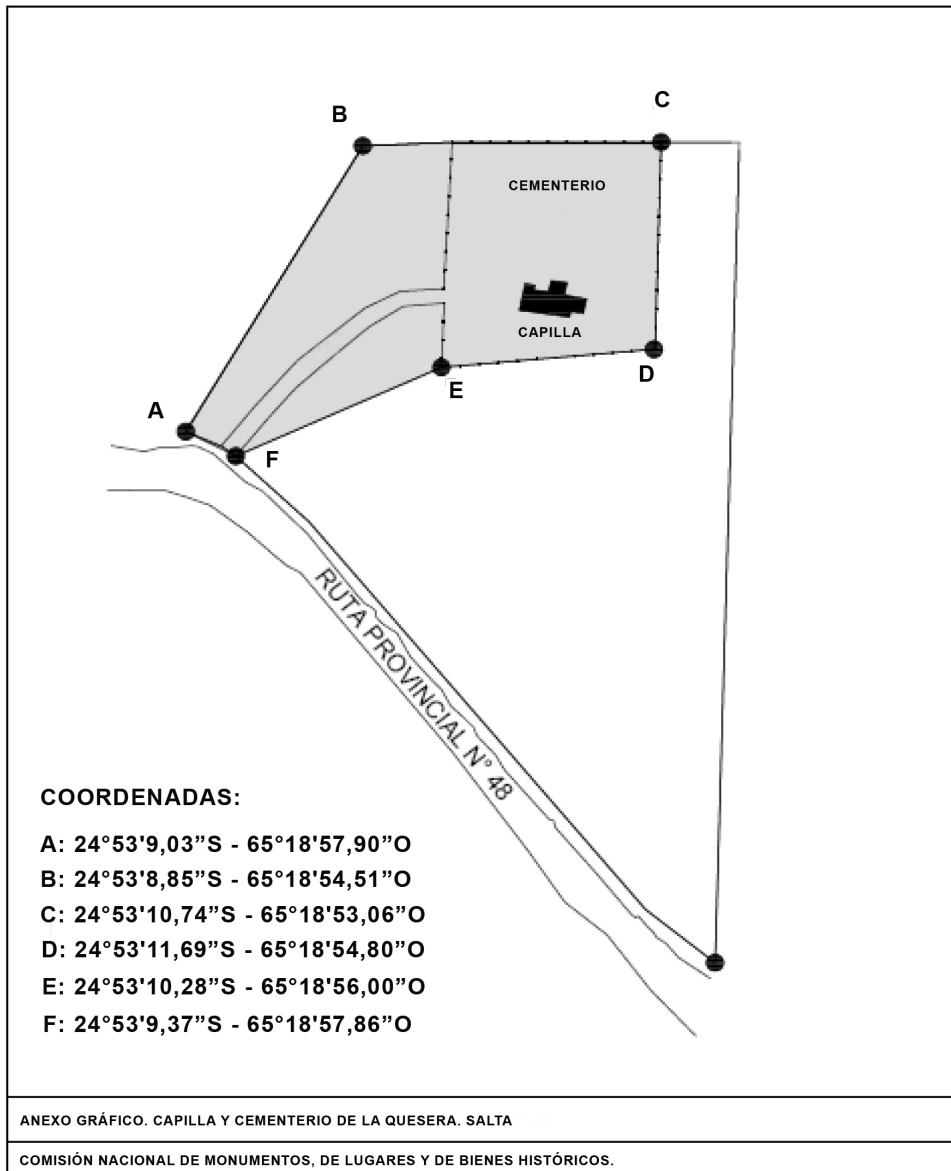 B
C
CEMENTERIO
CAPILLA
D
E
A
F
RUTA PROVINCIAL N° 48
COORDENADAS:
A: 24°53'9,03”S - 65°18'57,90”O
B: 24°53'8,85”S - 65°18'54,51”O
C: 24°53'10,74”S - 65°18'53,06”O
D: 24°53'11,69”S - 65°18'54,80”O
E: 24°53'10,28”S - 65°18'56,00”O
F: 24°53'9,37”S - 65°18'57,86”O
ANEXO GRÁFICO. CAPILLA Y CEMENTERIO DE LA QUESERA. SALTA
COMISIÓN NACIONAL DE MONUMENTOS, DE LUGARES Y DE BIENES HISTÓRICOS.